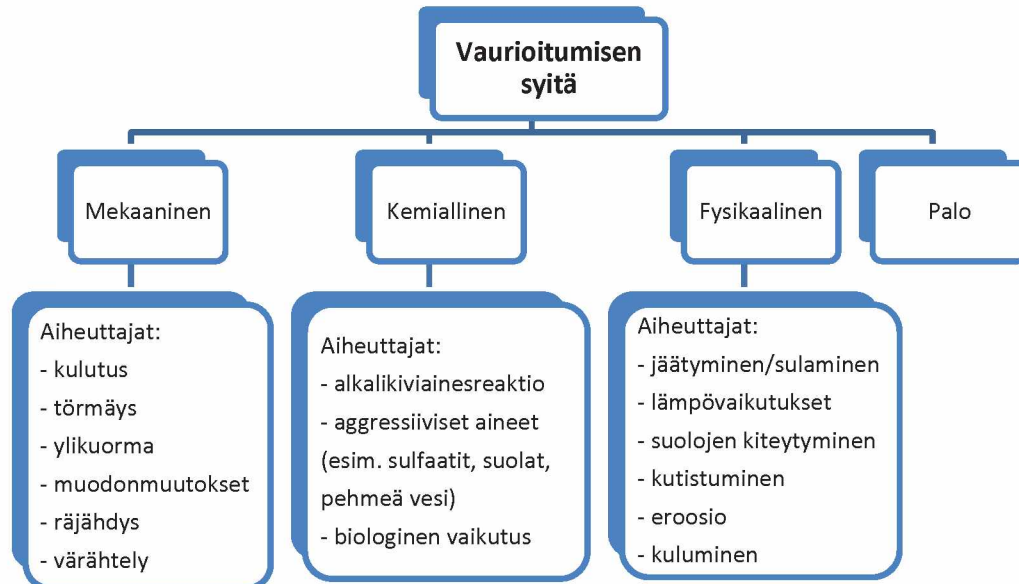 Vaurioitumisen
syitä
Mekaaninen
Kemiallinen
Fysikaalinen
Palo
Aiheuttajat:
- kulutus
- törmäys
- ylikuorma
- muodonmuutokset
- räjähdys
- värähtely
Aiheuttajat:
- alkalikiviainesreaktio
- aggressiiviset aineet
(esim. sulfaatit, suolat,
pehmeä vesi)
- biologinen vaikutus
Aiheuttajat:
- jäätyminen/sulaminen
- lämpövaikutukset
- suolojen kiteytyminen
- kutistuminen
- eroosio
- kuluminen